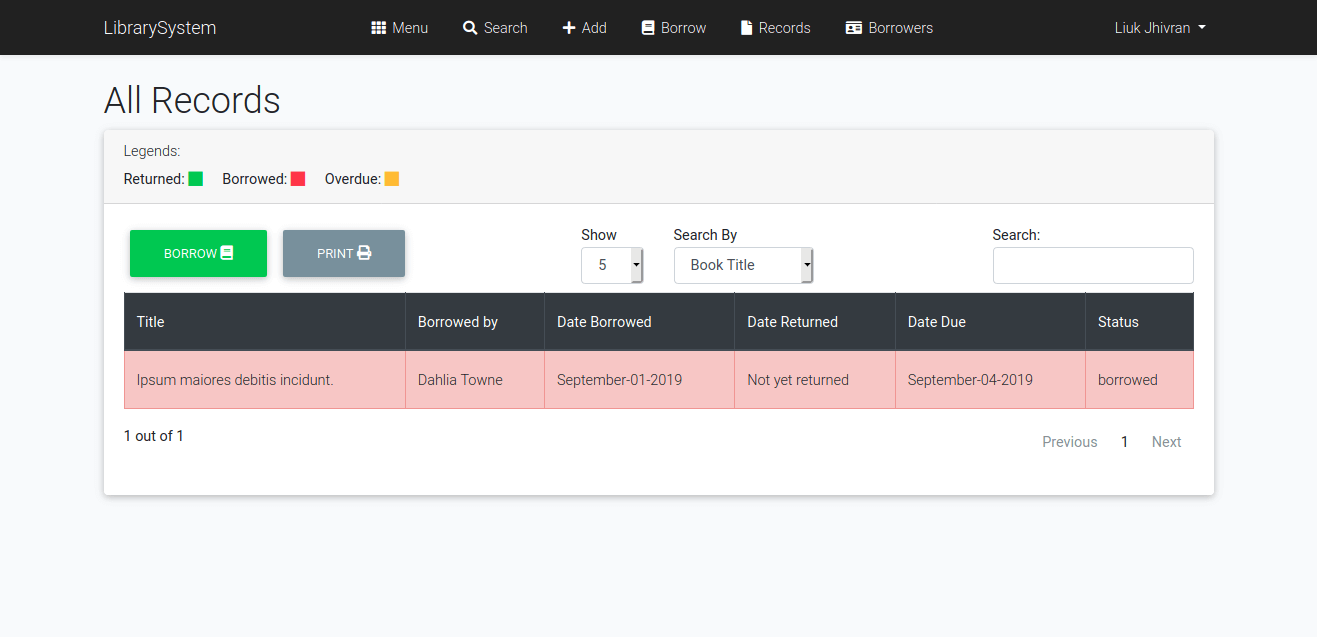 LibrarySystem Menu Search Add Borrow Records Borrowers Liuk Jhivran
All Records
Legends:
Returned: Borrowed: Overdue:
Show Search By Search:
BORROW PRINT 5 Book Title
Title Borrowed by Date Borrowed Date Returned Date Due Status
Ipsum maiores debitis incidunt. Dahlia Towne September-01-2019 Not yet returned September-04-2019 borrowed
1 out of 1 Previous 1 Next